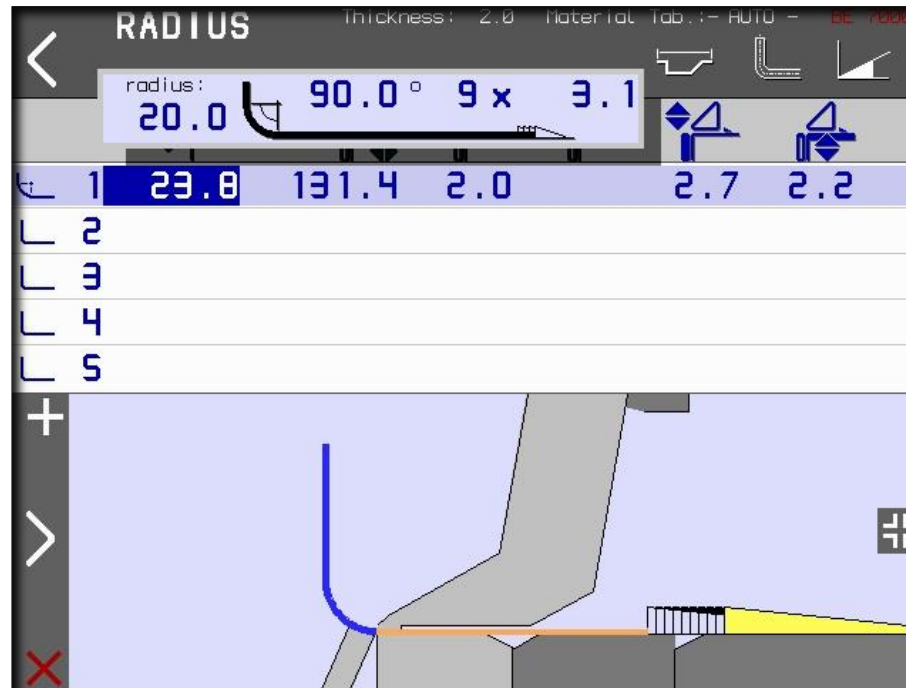 RADIUS Thickness: 2.0 Material Tab.:- AUTO -
radius:
20.0 90.0° 9 x 3.1
1 23.8 131.4 2.0 2.7 2.2
2
3
4
5